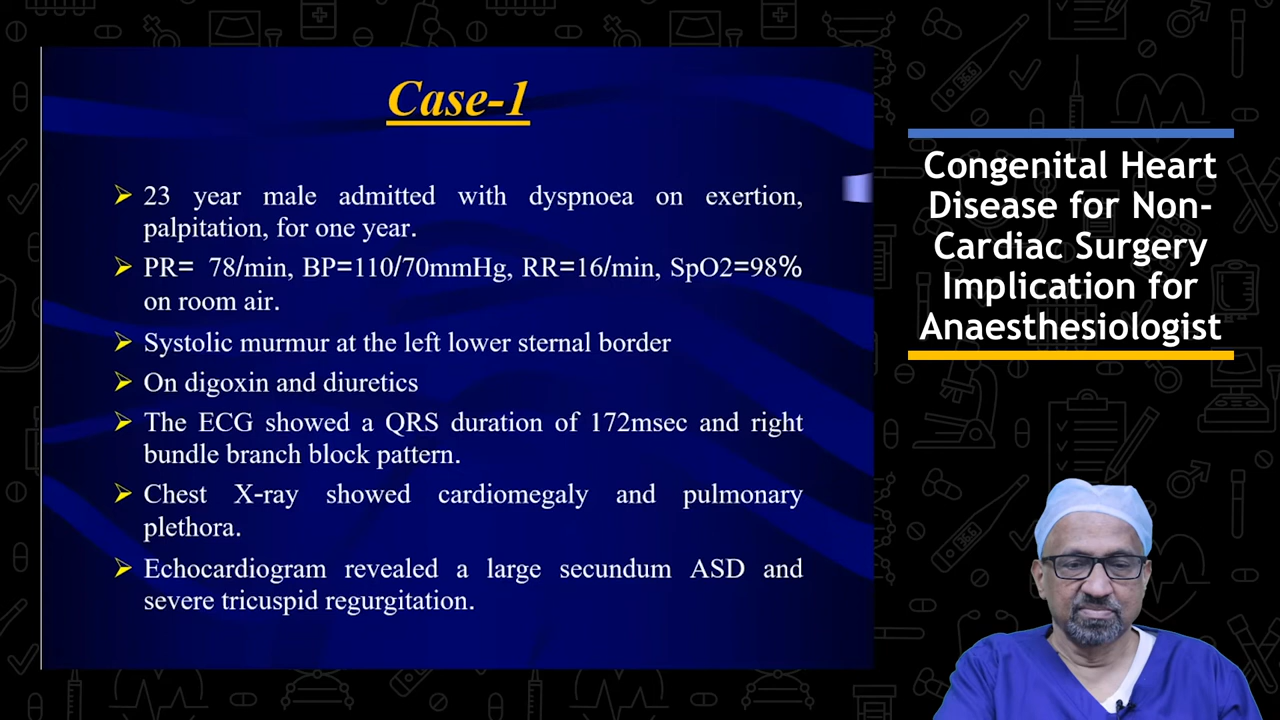 Case-1
➢ 23 year male admitted with dyspnoea on exertion,
palpitation, for one year.
➢ PR= 78/min, BP=110/70mmHg, RR=16/min, SpO2=98%
on room air.
➢ Systolic murmur at the left lower sternal border
➢ On digoxin and diuretics
➢ The ECG showed a QRS duration of 172msec and right
bundle branch block pattern.
➢ Chest X-ray showed cardiomegaly and pulmonary
plethora.
➢ Echocardiogram revealed a large secundum ASD and
severe tricuspid regurgitation.
Congenital Heart
Disease for Non-
Cardiac Surgery
Implication for
Anaesthesiologist